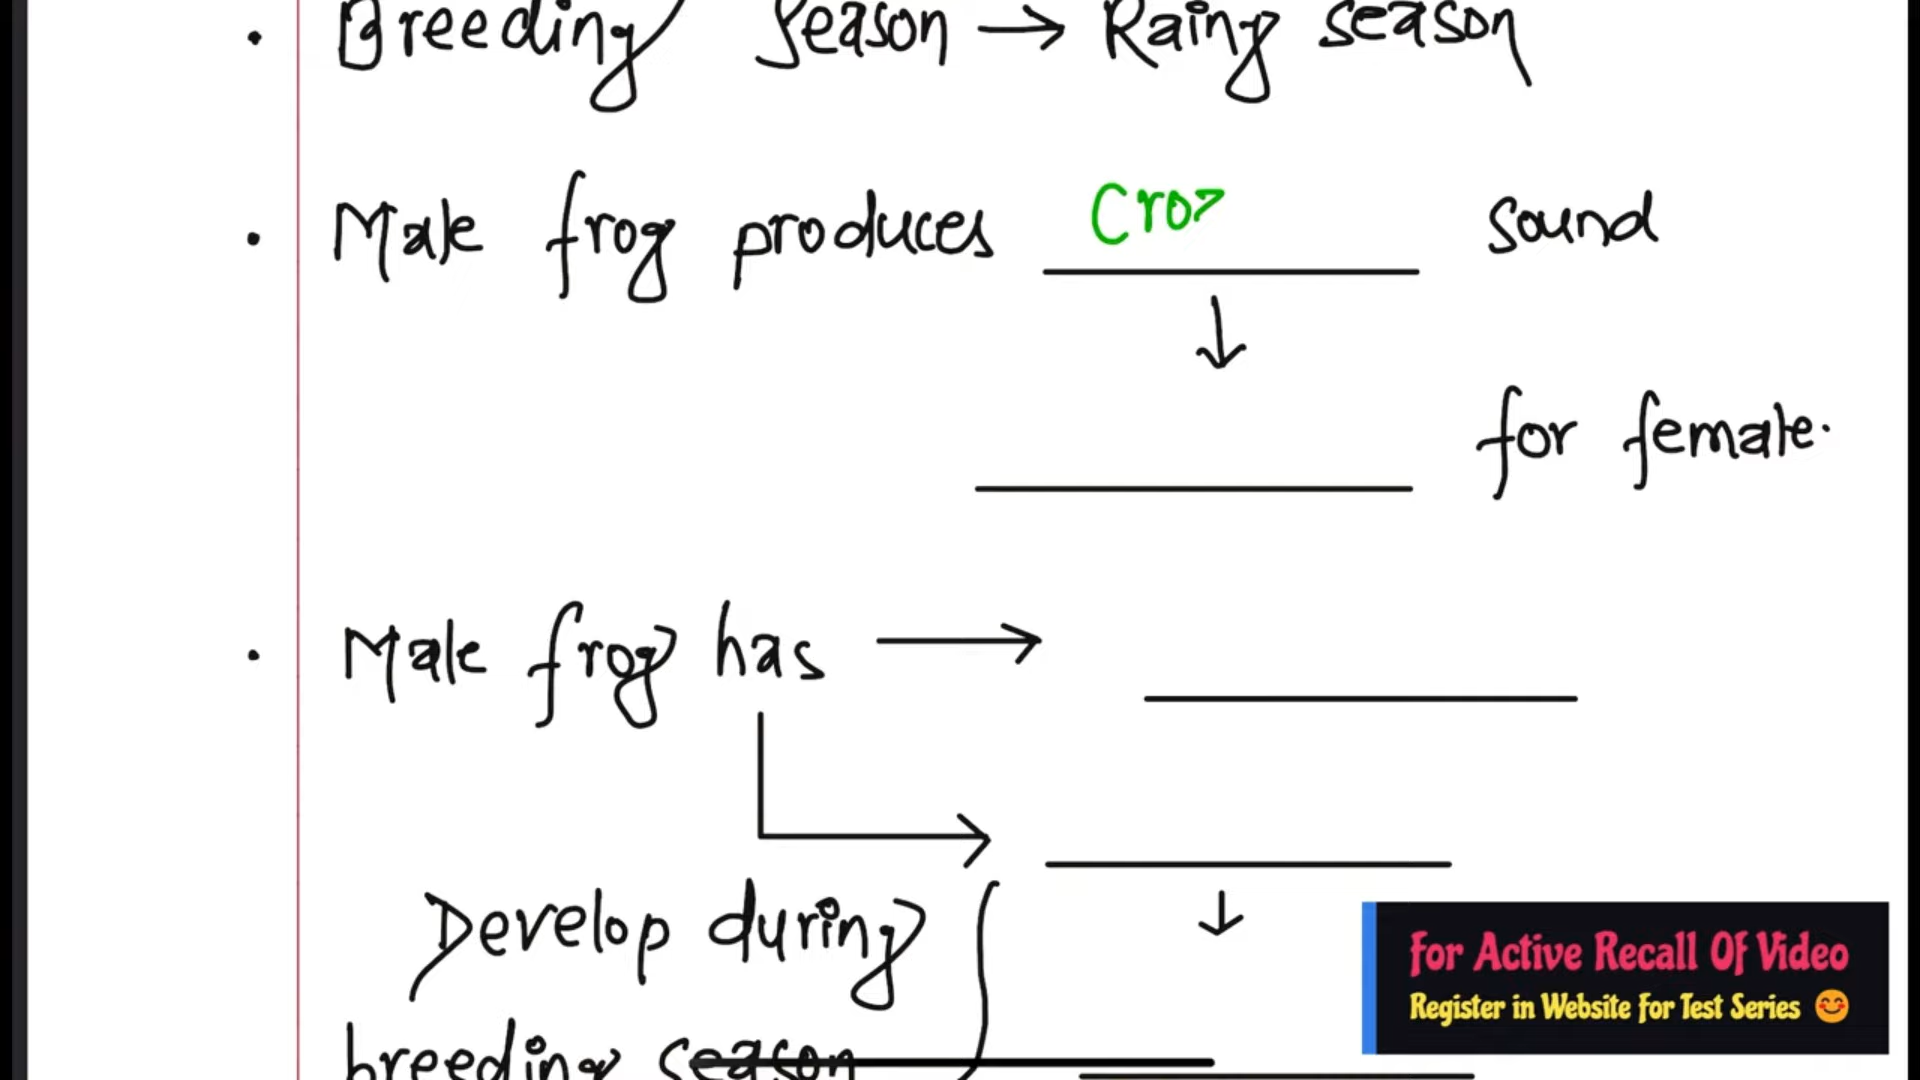 • Breeding Season → Rainy season
• Male frog produces Cro sound
↓
for female.
• Male frog has →
↓
Develop during
breeding season
For Active Recall Of Video
Register in Website For Test Series 😊